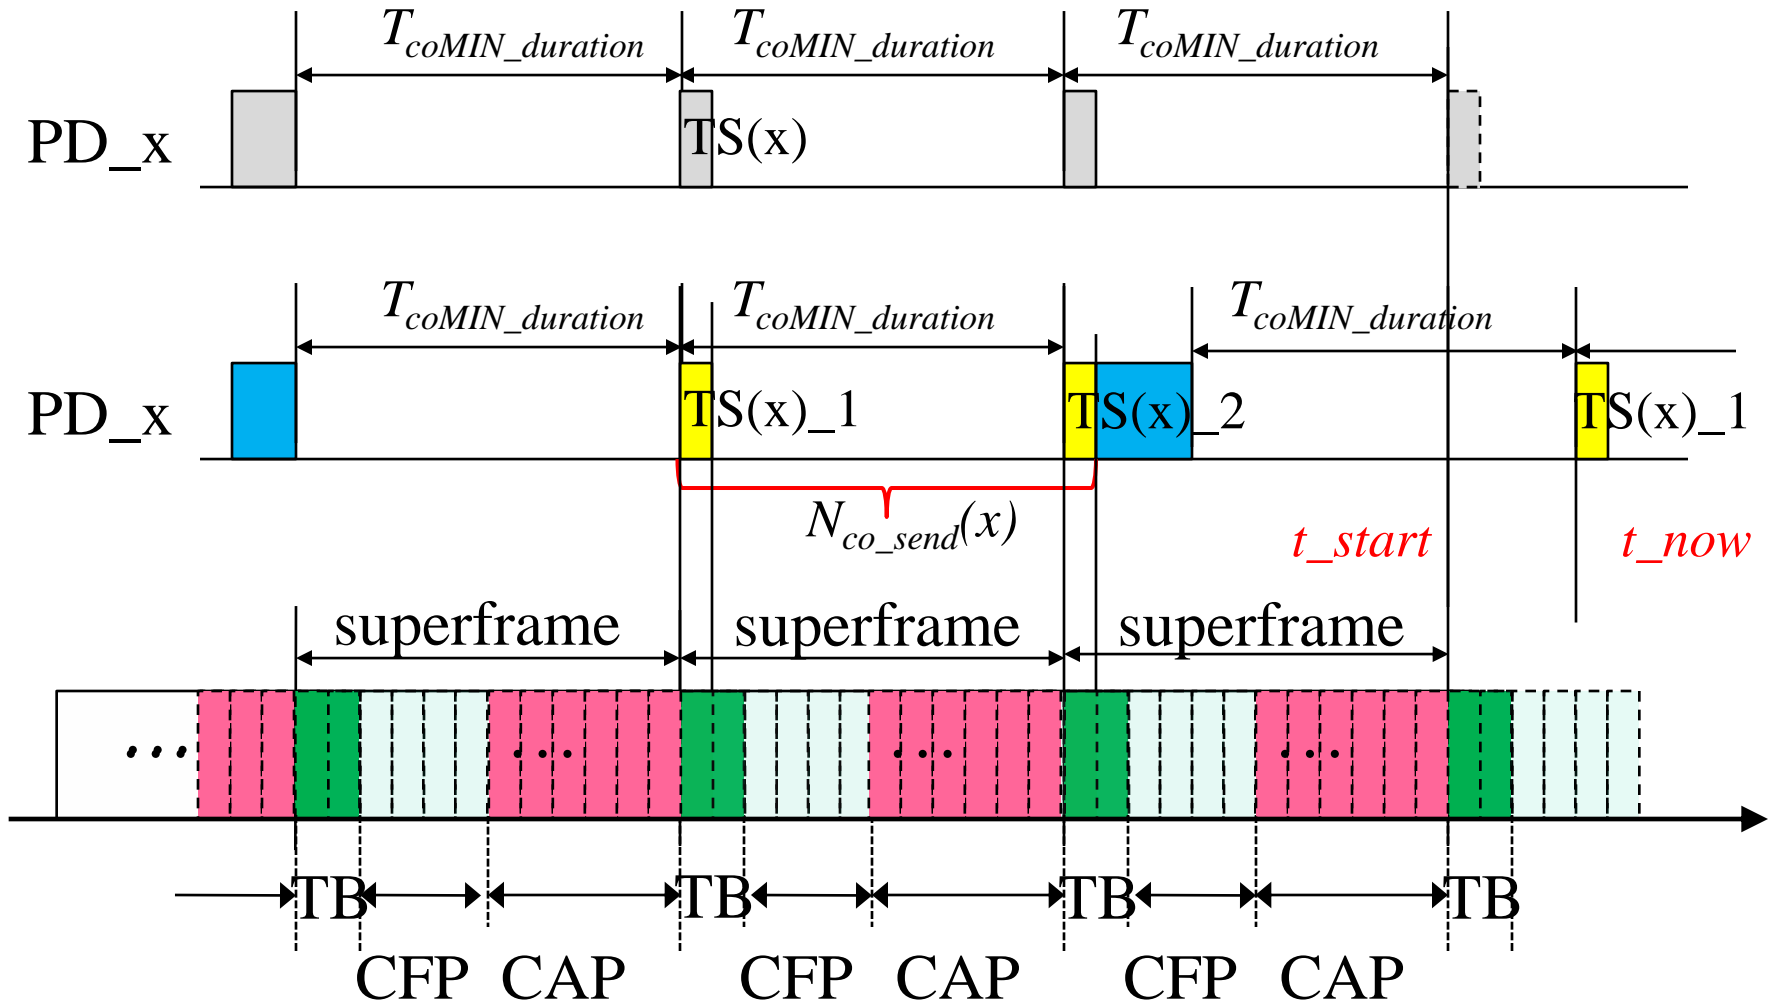 T_coMIN_duration T_coMIN_duration T_coMIN_duration
PD_x TS(x)
T_coMIN_duration T_coMIN_duration T_coMIN_duration
PD_x TS(x)_1 TS(x)_2 TS(x)_1
N_co_send(x)
t_start t_now
superframe superframe superframe
... ... ... ...
TB TB TB TB
CFP CAP CFP CAP CFP CAP